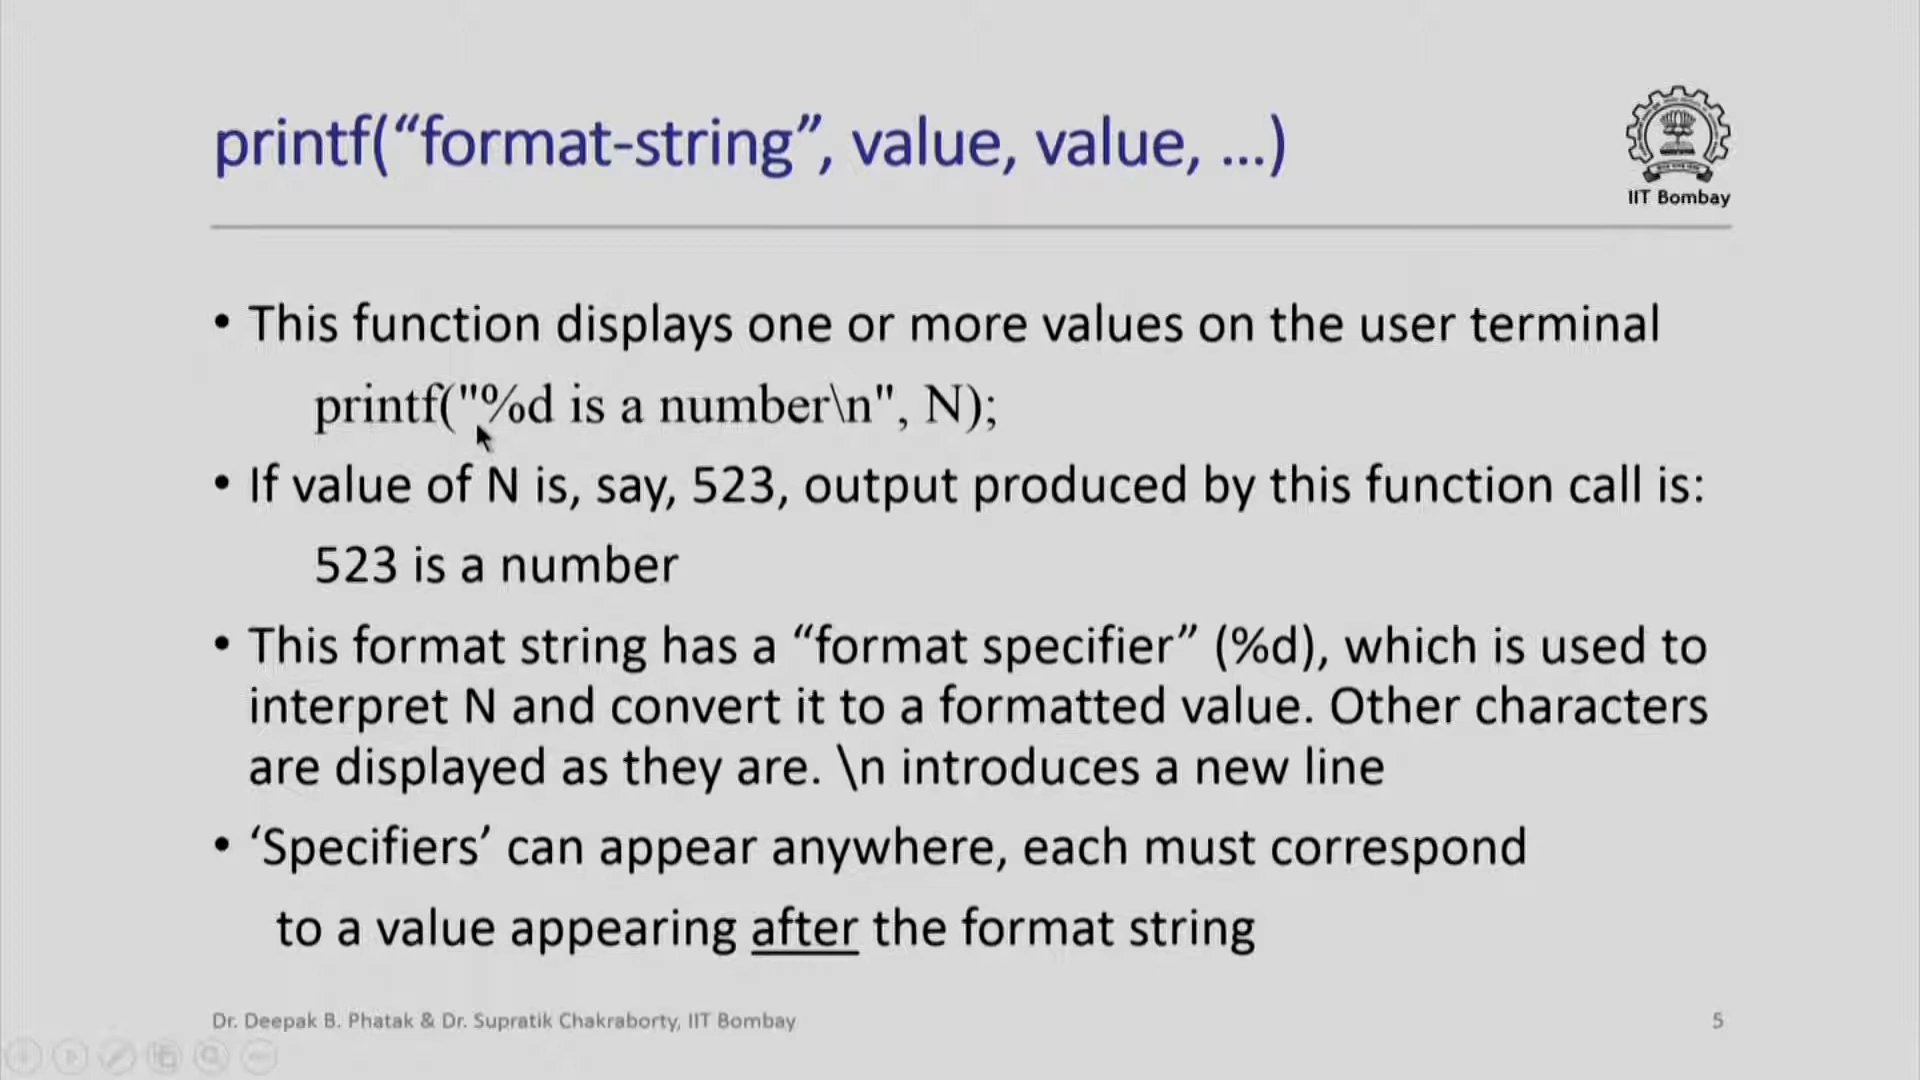 printf(“format-string”, value, value, ...)
IIT Bombay
• This function displays one or more values on the user terminal
printf("%d is a number\n", N);
• If value of N is, say, 523, output produced by this function call is:
523 is a number
• This format string has a “format specifier” (%d), which is used to
interpret N and convert it to a formatted value. Other characters
are displayed as they are. \n introduces a new line
• ‘Specifiers’ can appear anywhere, each must correspond
to a value appearing after the format string
Dr. Deepak B. Phatak & Dr. Supratik Chakraborty, IIT Bombay
5